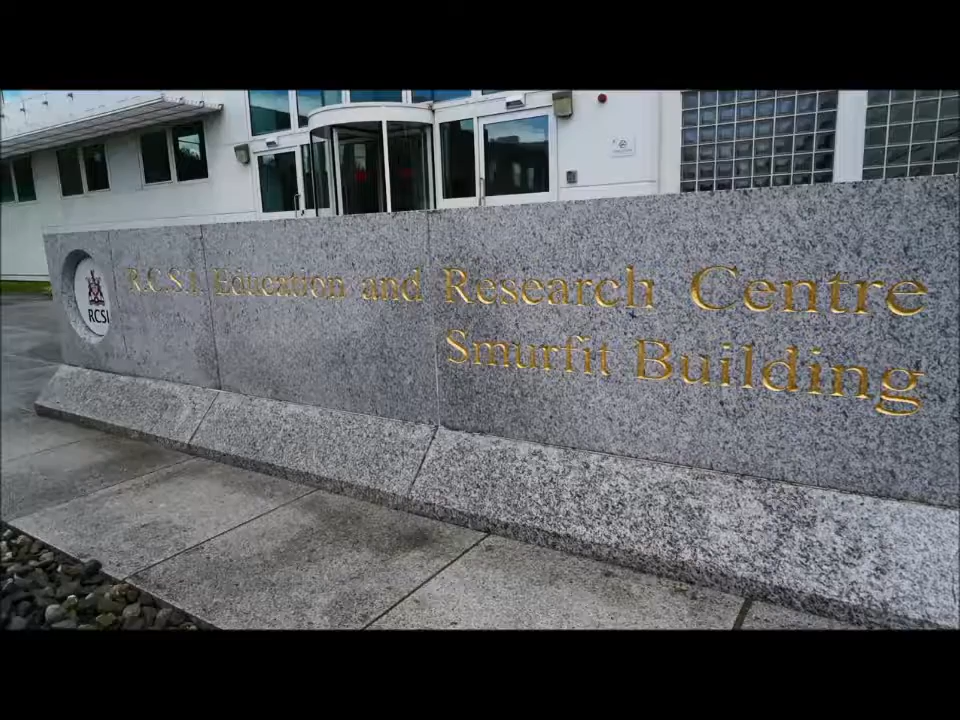 RCSI
R.C.S.I. Education and Research Centre
Smurfit Building